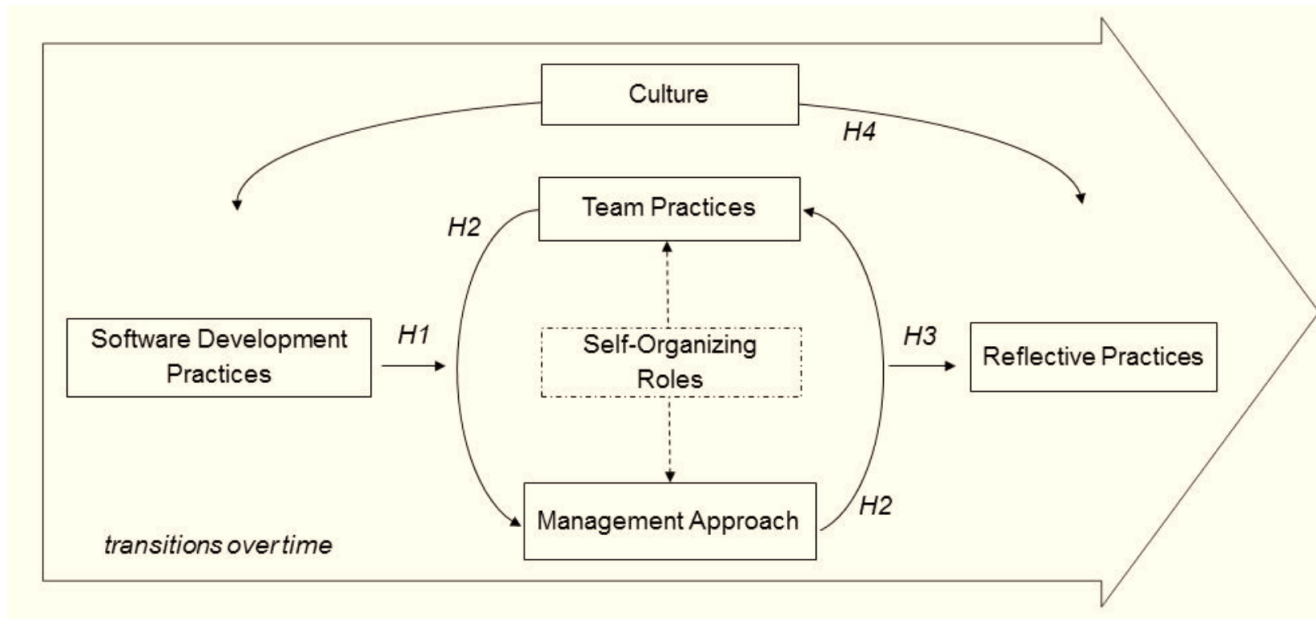 Culture
H4
Team Practices
H2
Software Development
Practices
H1
Self-Organizing
Roles
H3
Reflective Practices
Management Approach
H2
transitions over time